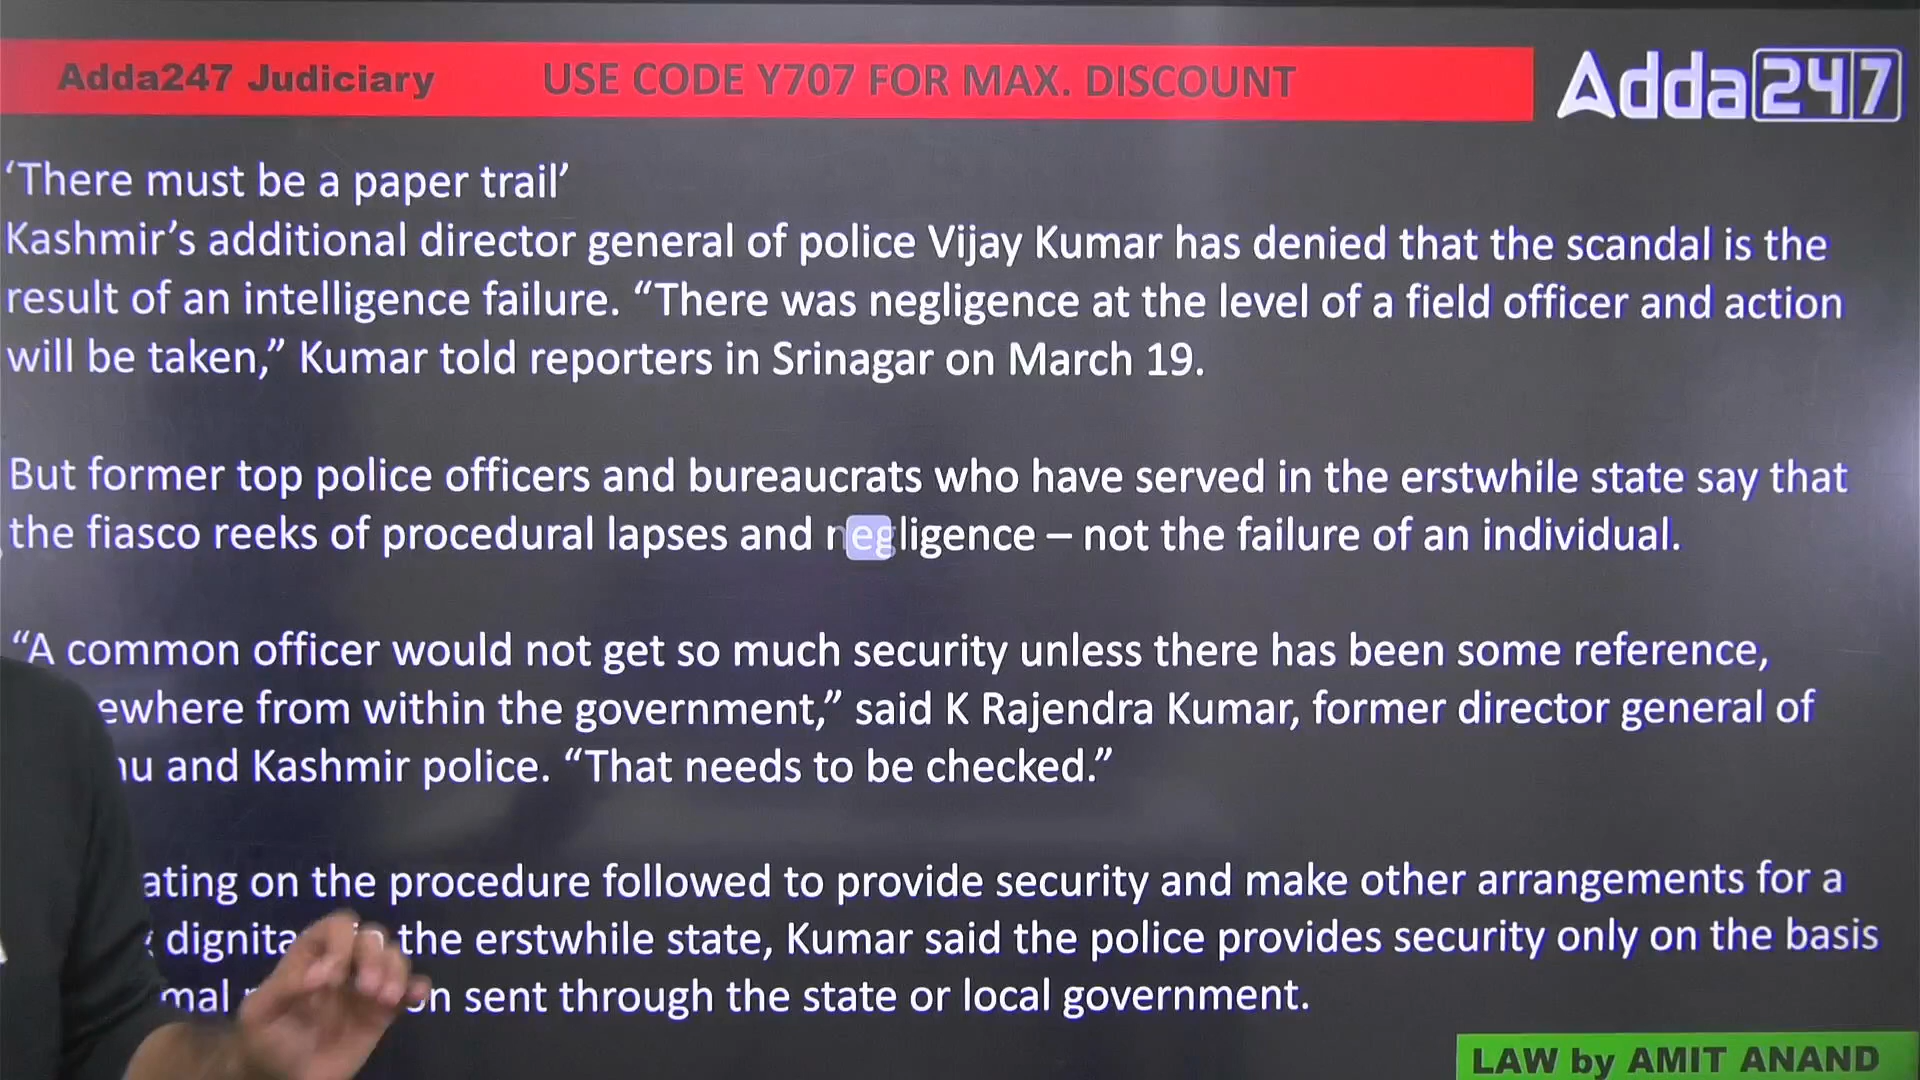 Adda247 Judiciary USE CODE Y707 FOR MAX. DISCOUNT Adda247
‘There must be a paper trail’
Kashmir’s additional director general of police Vijay Kumar has denied that the scandal is the
result of an intelligence failure. “There was negligence at the level of a field officer and action
will be taken,” Kumar told reporters in Srinagar on March 19.
But former top police officers and bureaucrats who have served in the erstwhile state say that
the fiasco reeks of procedural lapses and negligence – not the failure of an individual.
“A common officer would not get so much security unless there has been some reference,
ewhere from within the government,” said K Rajendra Kumar, former director general of
and Kashmir police. “That needs to be checked.”
ating on the procedure followed to provide security and make other arrangements for a
the erstwhile state, Kumar said the police provides security only on the basis
sent through the state or local government.
LAW by AMIT ANAND